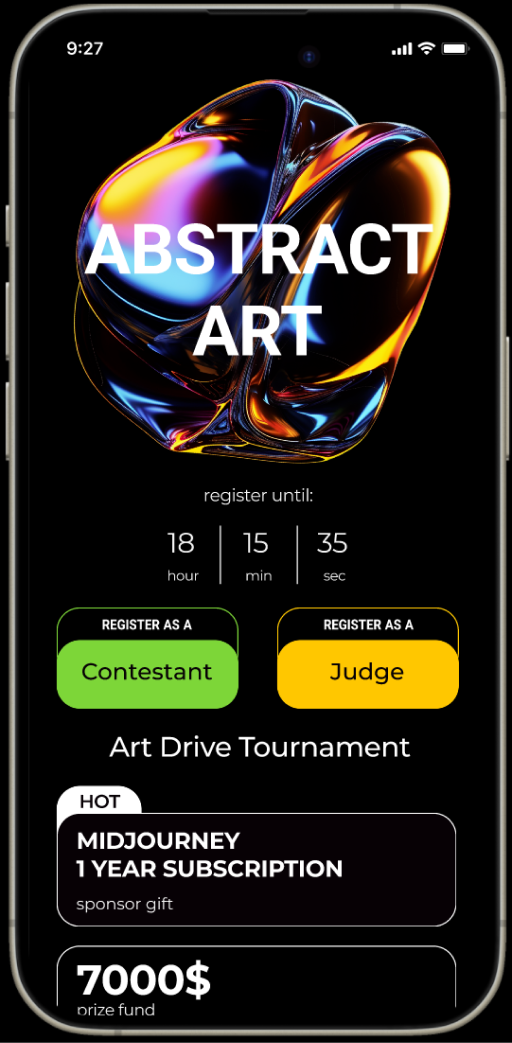 9:27
ABSTRACT
ART
register until:
18 15 35
hour min sec
REGISTER AS A REGISTER AS A
Contestant Judge
Art Drive Tournament
HOT
MIDJOURNEY
1 YEAR SUBSCRIPTION
sponsor gift
7000$
prize fund